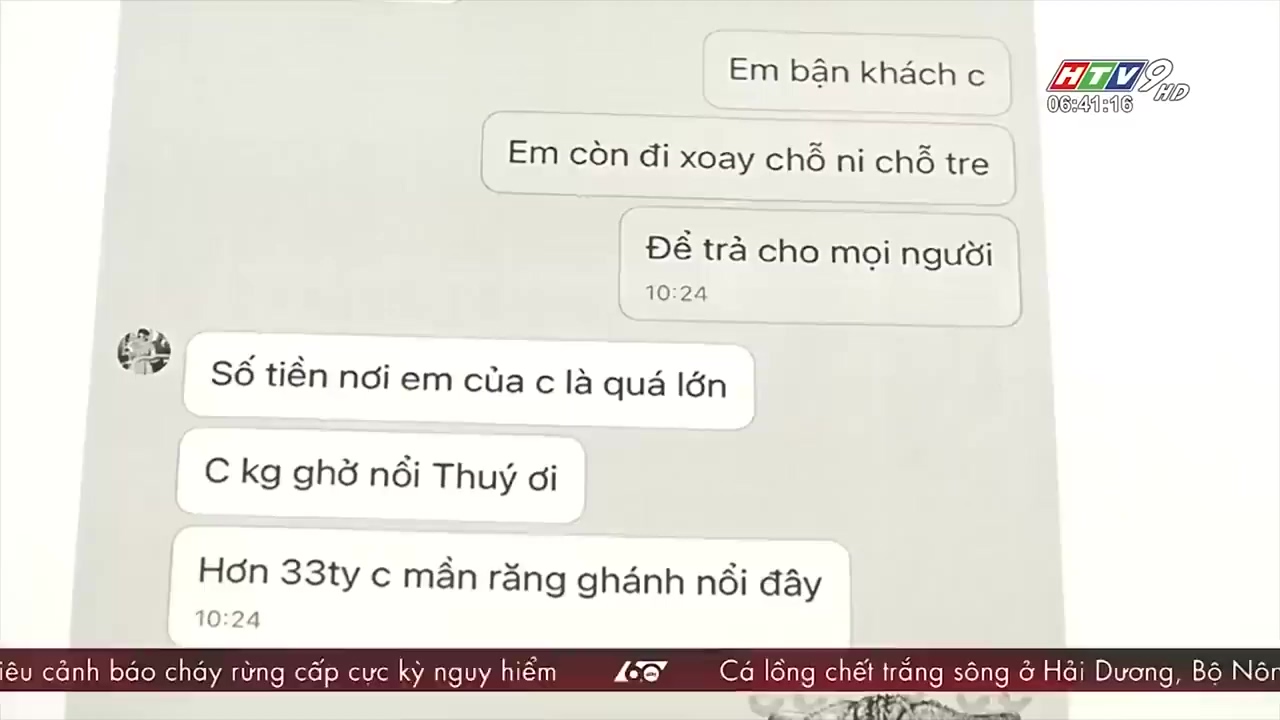 Em bận khách c
HTV9 HD
06:41:16
Em còn đi xoay chỗ ni chỗ tre
Để trả cho mọi người
10:24
Số tiền nơi em của c là quá lớn
C kg ghờ nổi Thuý ơi
Hơn 33ty c mần răng ghánh nổi đây
10:24
iêu cảnh báo cháy rừng cấp cực kỳ nguy hiểm
60
Cá lồng chết trắng sông ở Hải Dương, Bộ Nôn